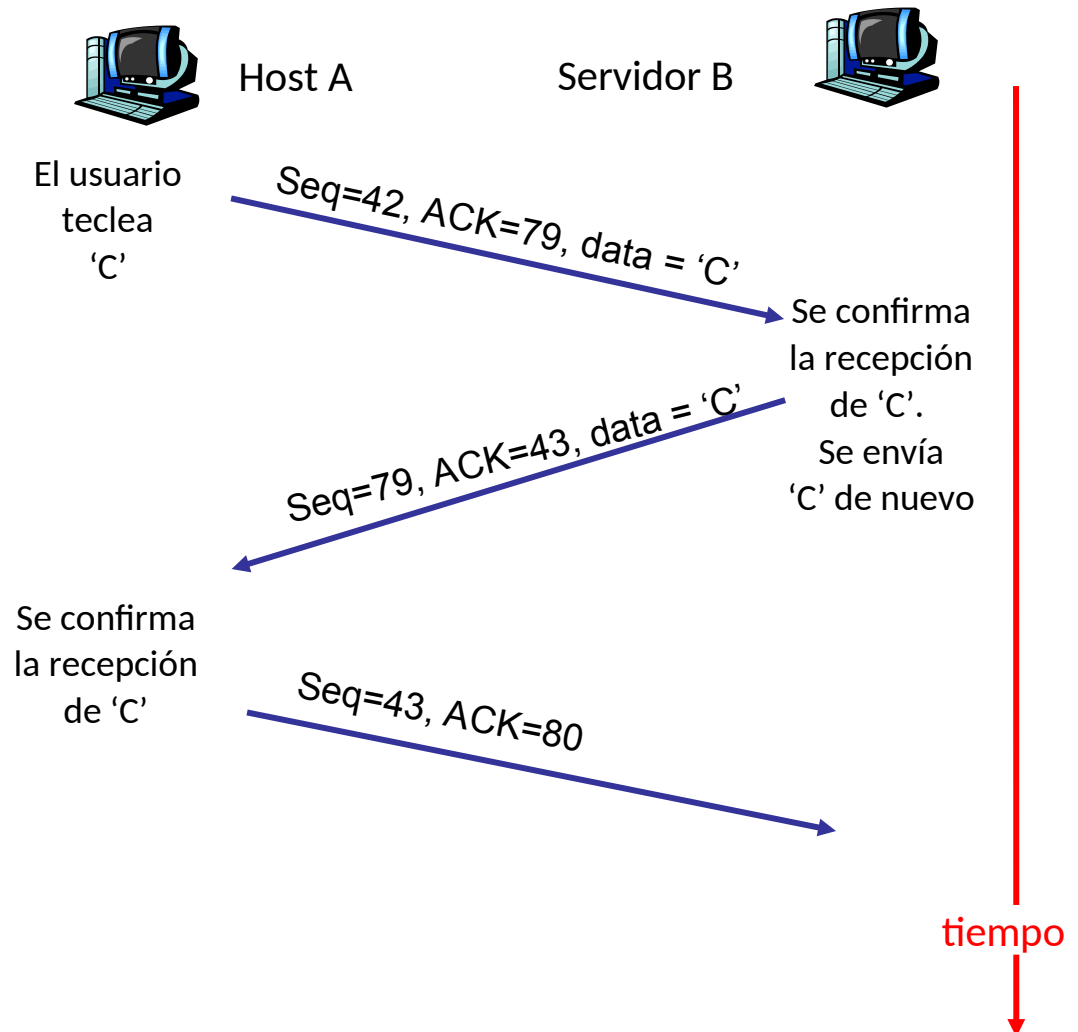 Host A
Servidor B
El usuario
teclea
‘C’
Seq=42, ACK=79, data = ‘C’
Se confirma
la recepción
de ‘C’.
Se envía
‘C’ de nuevo
Seq=79, ACK=43, data = ‘C’
Se confirma
la recepción
de ‘C’
Seq=43, ACK=80
tiempo